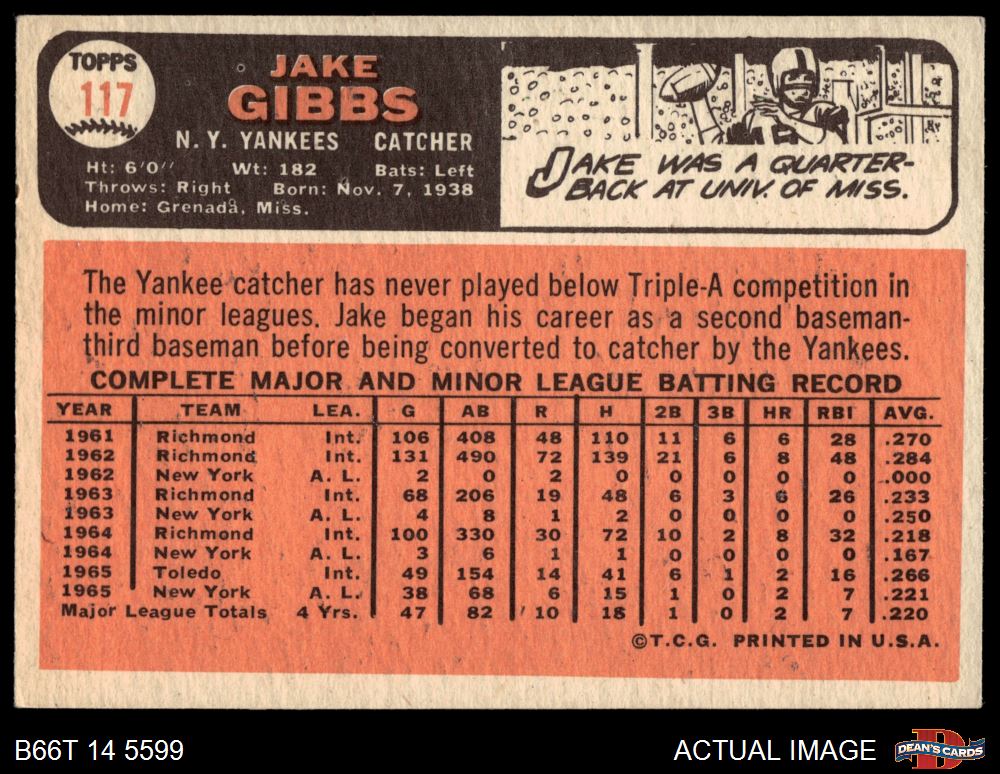 TOPPS
117
JAKE
GIBBS
N. Y. YANKEES CATCHER
Ht: 6'0" Wt: 182 Bats: Left
Throws: Right Born: Nov. 7, 1938
Home: Grenada, Miss.
JAKE WAS A QUARTER-
BACK AT UNIV. OF MISS.
The Yankee catcher has never played below Triple-A competition in
the minor leagues. Jake began his career as a second baseman-
third baseman before being converted to catcher by the Yankees.
COMPLETE MAJOR AND MINOR LEAGUE BATTING RECORD
YEAR TEAM LEA. G AB R H 2B 3B HR RBI AVG.
1961 Richmond Int. 106 408 48 110 11 6 6 28 .270
1962 Richmond Int. 131 490 72 139 21 6 8 48 .284
1962 New York A. L. 2 0 2 0 0 0 0 0 .000
1963 Richmond Int. 68 206 19 48 6 3 6 26 .233
1963 New York A. L. 4 8 1 2 0 0 0 0 .250
1964 Richmond Int. 100 330 30 72 10 2 8 32 .218
1964 New York A. L. 3 6 1 1 0 0 0 0 .167
1965 Toledo Int. 49 154 14 41 6 1 2 16 .266
1965 New York A. L. 38 68 6 15 1 0 2 7 .221
Major League Totals 4 Yrs. 47 82 10 18 1 0 2 7 .220
©T.C.G. PRINTED IN U.S.A.
B66T 14 5599
ACTUAL IMAGE
D
DEAN'S CARDS